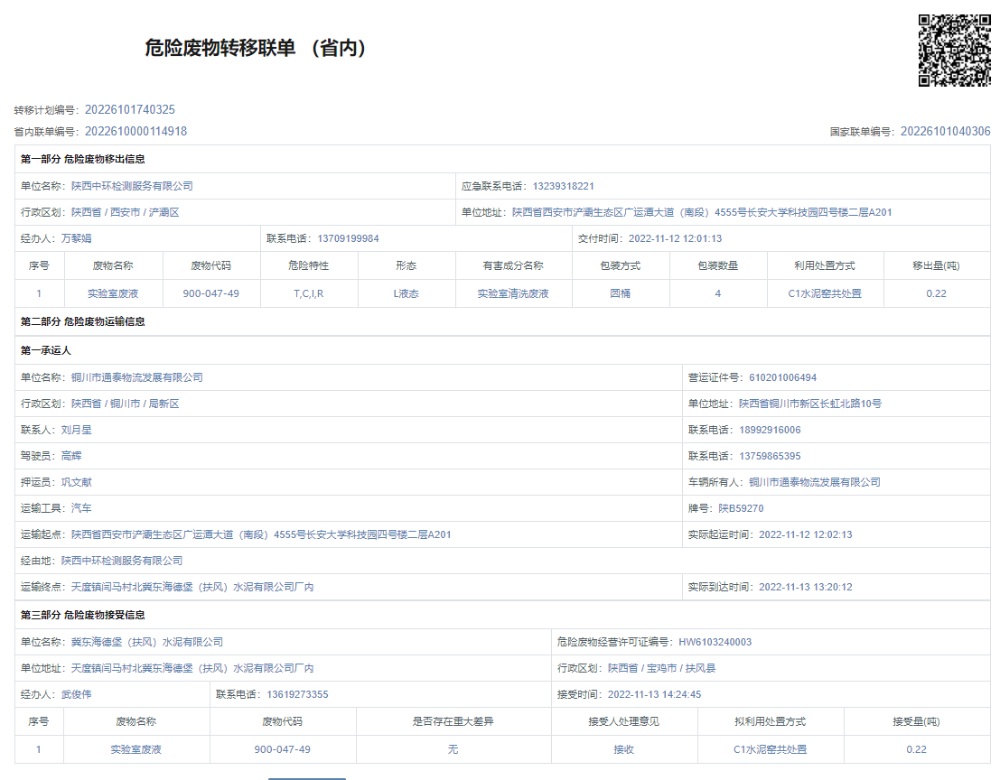 危险废物转移联单 （省内）
转移计划编号：20226101740325
省内联单编号：2022610000114918 国家联单编号：20226101040306
第一部分 危险废物移出信息
单位名称：陕西中环检测服务有限公司 应急联系电话：13239318221
行政区划：陕西省 / 西安市 / 浐灞区 单位地址：陕西省西安市浐灞生态区广运潭大道（南段）4555号长安大学科技园四号楼二层A201
经办人：万黎娟 联系电话：13709199984 交付时间：2022-11-12 12:01:13
序号 废物名称 废物代码 危险特性 形态 有害成分名称 包装方式 包装数量 利用处置方式 移出量(吨)
1 实验室废液 900-047-49 T,C,I,R L液态 实验室清洗废液 圆桶 4 C1水泥窑共处置 0.22
第二部分 危险废物运输信息
第一承运人
单位名称：铜川市通泰物流发展有限公司 营运证件号：610201006494
行政区划：陕西省 / 铜川市 / 局新区 单位地址：陕西省铜川市新区长虹北路10号
联系人：刘月星 联系电话：18992916006
驾驶员：高辉 联系电话：13759865395
押运员：巩文献 车辆所有人：铜川市通泰物流发展有限公司
运输工具：汽车 牌号：陕B59270
运输起点：陕西省西安市浐灞生态区广运潭大道（南段）4555号长安大学科技园四号楼二层A201 实际起运时间：2022-11-12 12:02:13
经由地：陕西中环检测服务有限公司
运输终点：天度镇闫马村北冀东海德堡（扶风）水泥有限公司厂内 实际到达时间：2022-11-13 13:20:12
第三部分 危险废物接受信息
单位名称：冀东海德堡（扶风）水泥有限公司 危险废物经营许可证编号：HW6103240003
单位地址：天度镇闫马村北冀东海德堡（扶风）水泥有限公司厂内 行政区划：陕西省 / 宝鸡市 / 扶风县
经办人：武俊伟 联系电话：13619273355 接受时间：2022-11-13 14:24:45
序号 废物名称 废物代码 是否存在重大差异 接受人处理意见 拟利用处置方式 接受量(吨)
1 实验室废液 900-047-49 无 接收 C1水泥窑共处置 0.22